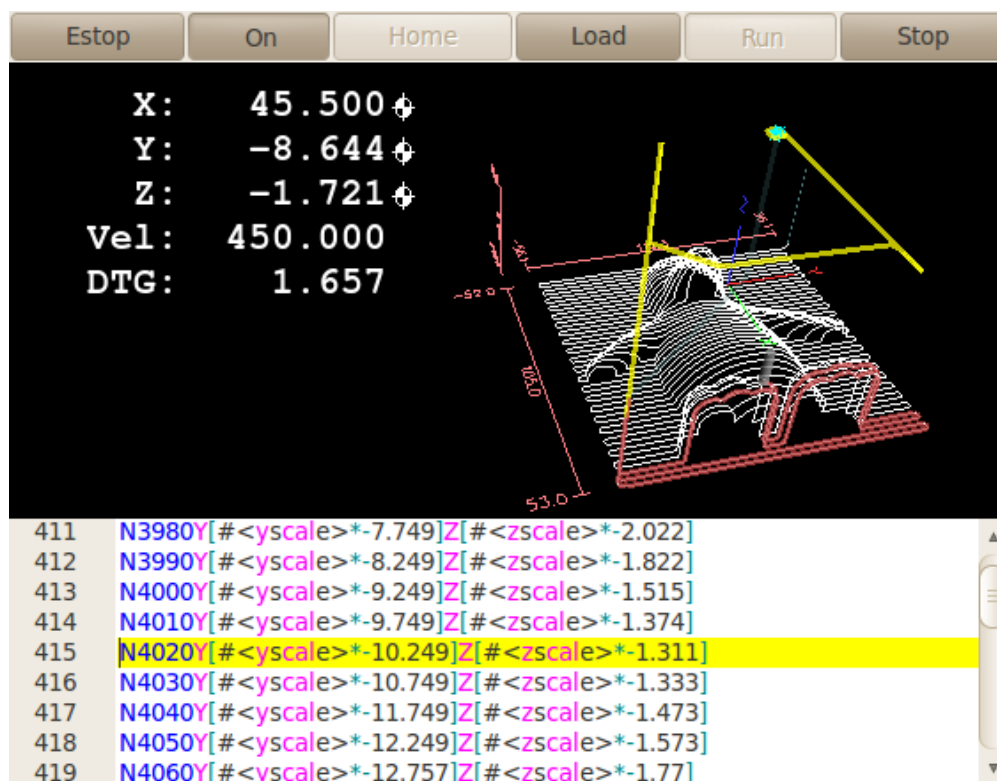 Estop On Home Load Run Stop
X: 45.500
Y: -8.644
Z: -1.721
Vel: 450.000
DTG: 1.657
-52.0
105.0
53.0
411 N3980Y[#<yscale>*-7.749]Z[#<zscale>*-2.022]
412 N3990Y[#<yscale>*-8.249]Z[#<zscale>*-1.822]
413 N4000Y[#<yscale>*-9.249]Z[#<zscale>*-1.515]
414 N4010Y[#<yscale>*-9.749]Z[#<zscale>*-1.374]
415 N4020Y[#<yscale>*-10.249]Z[#<zscale>*-1.311]
416 N4030Y[#<yscale>*-10.749]Z[#<zscale>*-1.333]
417 N4040Y[#<yscale>*-11.749]Z[#<zscale>*-1.473]
418 N4050Y[#<yscale>*-12.249]Z[#<zscale>*-1.573]
419 N4060Y[#<yscale>*-12.757]Z[#<zscale>*-1.77]